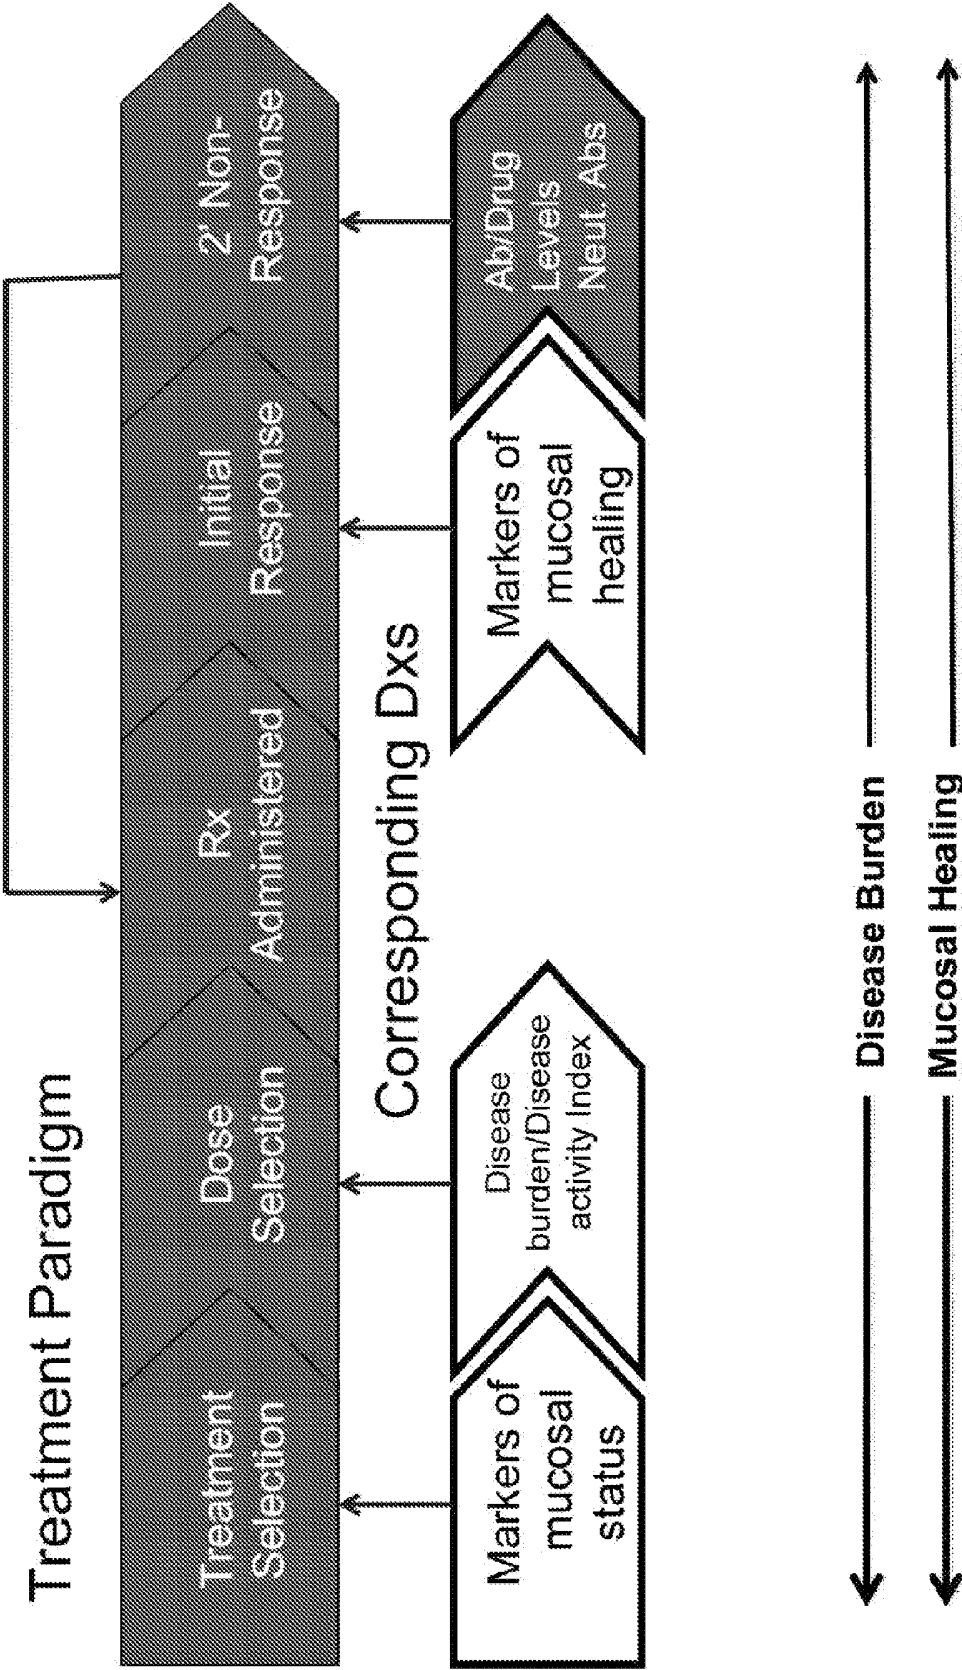 Treatment Paradigm
Treatment
Selection
Dose
Selection
Rx
Administered
Initial
Response
2' Non-
Response
Corresponding Dxs
Markers of
mucosal
status
Disease
burden/Disease
activity Index
Markers of
mucosal
healing
Ab/Drug
Levels
Neut. Abs
Disease Burden
Mucosal Healing